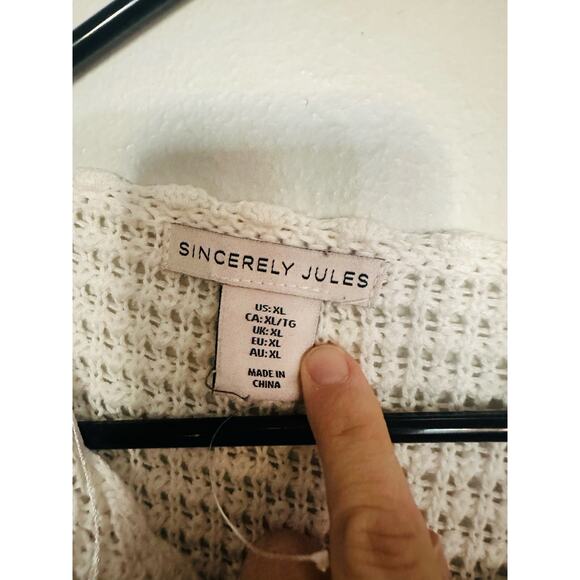 SINCERELY JULES
US: XL
CA: XL/TG
UK: XL
EU: XL
AU: XL
MADE IN
CHINA